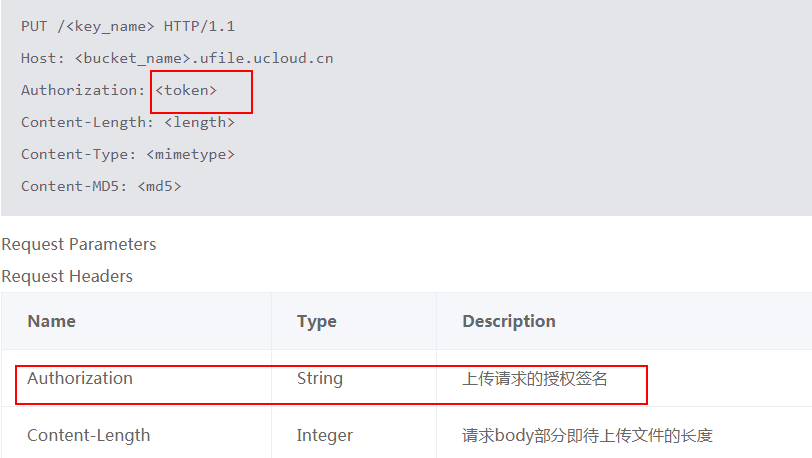 PUT /<key_name> HTTP/1.1
Host: <bucket_name>.ufile.ucloud.cn
Authorization: <token>
Content-Length: <length>
Content-Type: <mimetype>
Content-MD5: <md5>
Request Parameters
Request Headers
Name Type Description
Authorization String 上传请求的授权签名
Content-Length Integer 请求body部分即待上传文件的长度